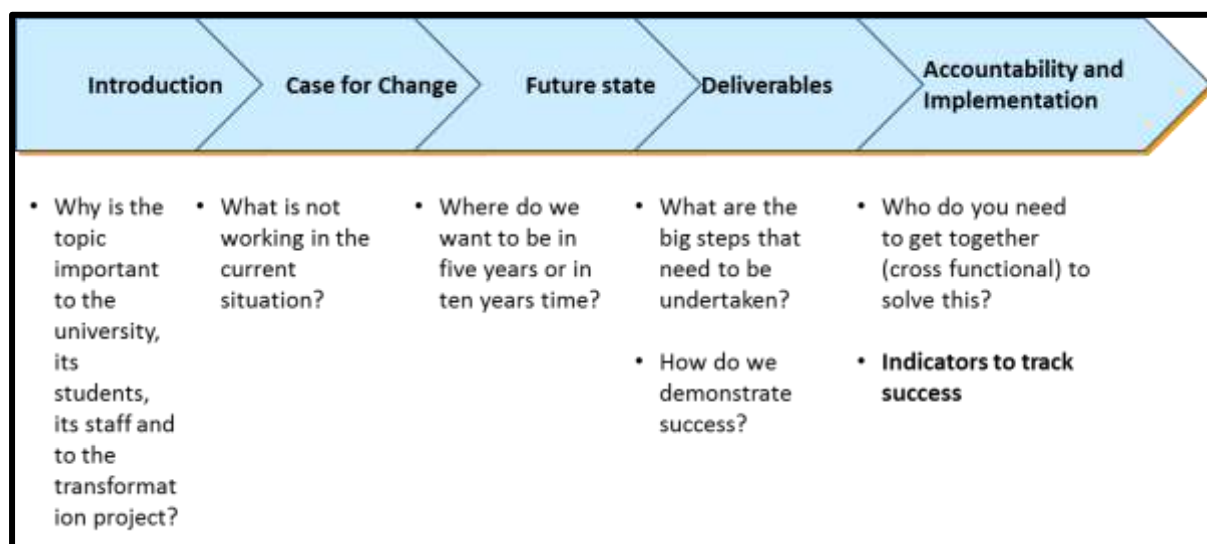 Introduction
Case for Change
Future state
Deliverables
Accountability and
Implementation
• Why is the
topic
important
to the
university,
its
students,
its staff and
to the
transformat
ion project?
• What is not
working in the
current
situation?
• Where do we
want to be in
five years or in
ten years time?
• What are the
big steps that
need to be
undertaken?
• How do we
demonstrate
success?
• Who do you need
to get together
(cross functional) to
solve this?
• Indicators to track
success